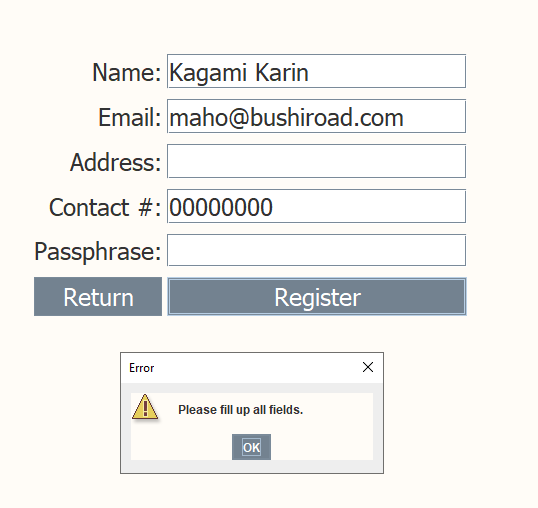 Name: Kagami Karin
Email: maho@bushiroad.com
Address:
Contact #: 00000000
Passphrase:
Return Register
Error
Please fill up all fields.
OK